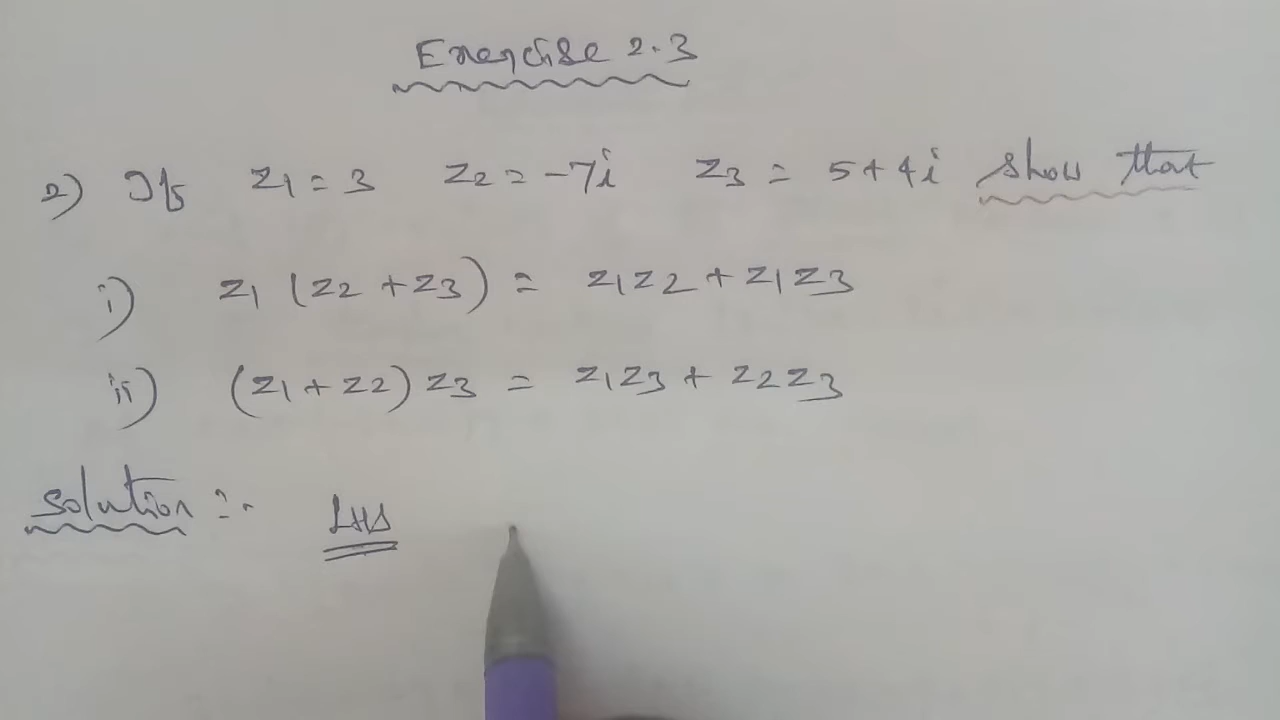 Exercise 2.3
2) If z1 = 3 z2 = -7i z3 = 5+4i show that
i) z1 (z2 + z3) = z1z2 + z1z3
ii) (z1 + z2) z3 = z1z3 + z2z3
Solution :- LHS